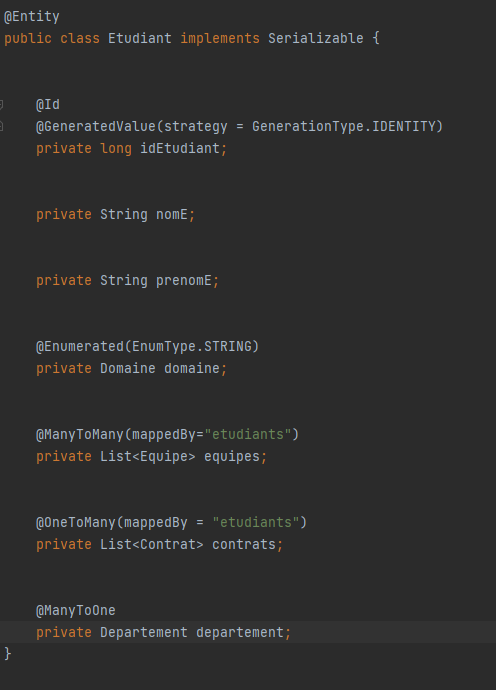 @Entity
public class Etudiant implements Serializable {
@Id
@GeneratedValue(strategy = GenerationType.IDENTITY)
private long idEtudiant;
private String nomE;
private String prenomE;
@Enumerated(EnumType.STRING)
private Domaine domaine;
@ManyToMany(mappedBy="etudiants")
private List<Equipe> equipes;
@OneToMany(mappedBy = "etudiants")
private List<Contrat> contrats;
@ManyToOne
private Departement departement;
}